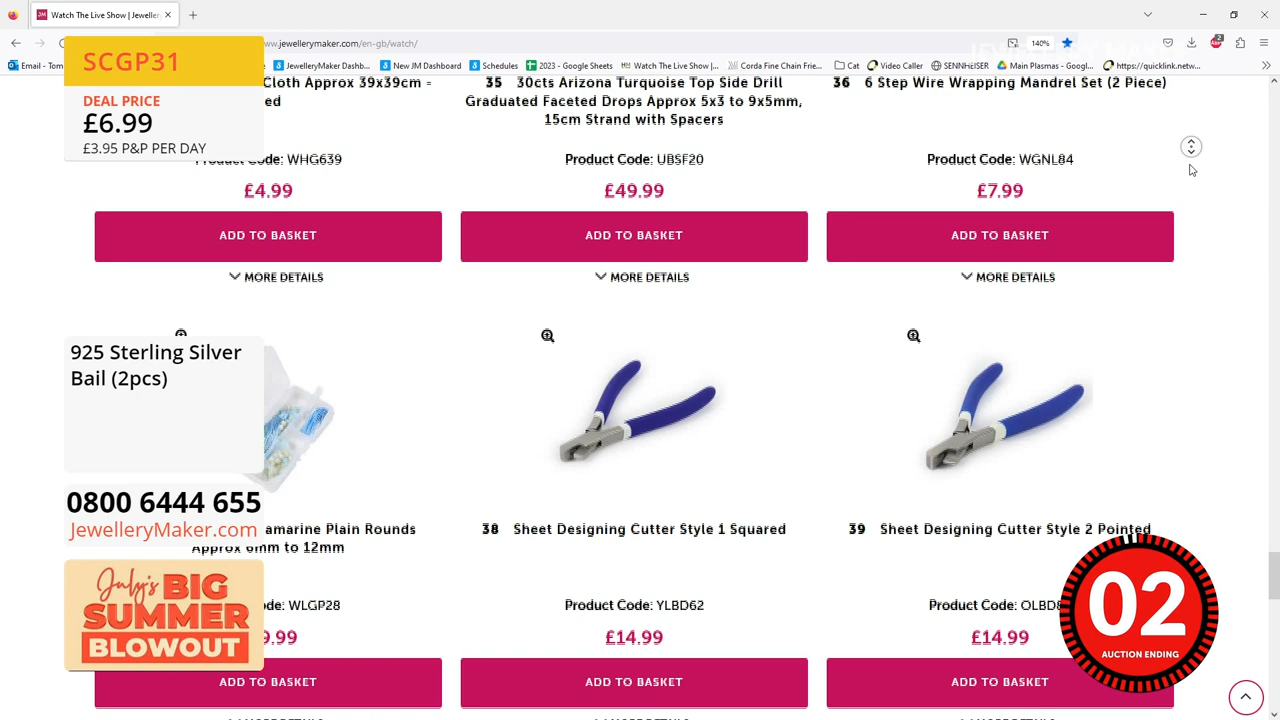 Watch The Live Show | Jeweller
w.jewellerymaker.com/en-gb/watch/
140%
2
Email - Tom
JewelleryMaker Dashb...
New JM Dashboard
Schedules
2023 - Google Sheets
Watch The Live Show ...
Corda Fine Chain Frie...
Cat
Video Caller
SENNHEISER
Main Plasmas - Googl...
https://quicklink.netw...
SCGP31
DEAL PRICE
£6.99
£3.95 P&P PER DAY
Cloth Approx 39x39cm =
ed
Product Code: WHG639
£4.99
ADD TO BASKET
MORE DETAILS
35 30cts Arizona Turquoise Top Side Drill
Graduated Faceted Drops Approx 5x3 to 9x5mm,
15cm Strand with Spacers
Product Code: UBSF20
£49.99
ADD TO BASKET
MORE DETAILS
36 6 Step Wire Wrapping Mandrel Set (2 Piece)
Product Code: WGNL84
£7.99
ADD TO BASKET
MORE DETAILS
925 Sterling Silver
Bail (2pcs)
0800 6444 655
JewelleryMaker.com
July's BIG
SUMMER
BLOWOUT
amarine Plain Rounds
Approx 6mm to 12mm
de: WLGP28
9.99
ADD TO BASKET
38 Sheet Designing Cutter Style 1 Squared
Product Code: YLBD62
£14.99
ADD TO BASKET
39 Sheet Designing Cutter Style 2 Pointed
Product Code: OLBD8
£14.99
ADD TO BASKET
02
AUCTION ENDING